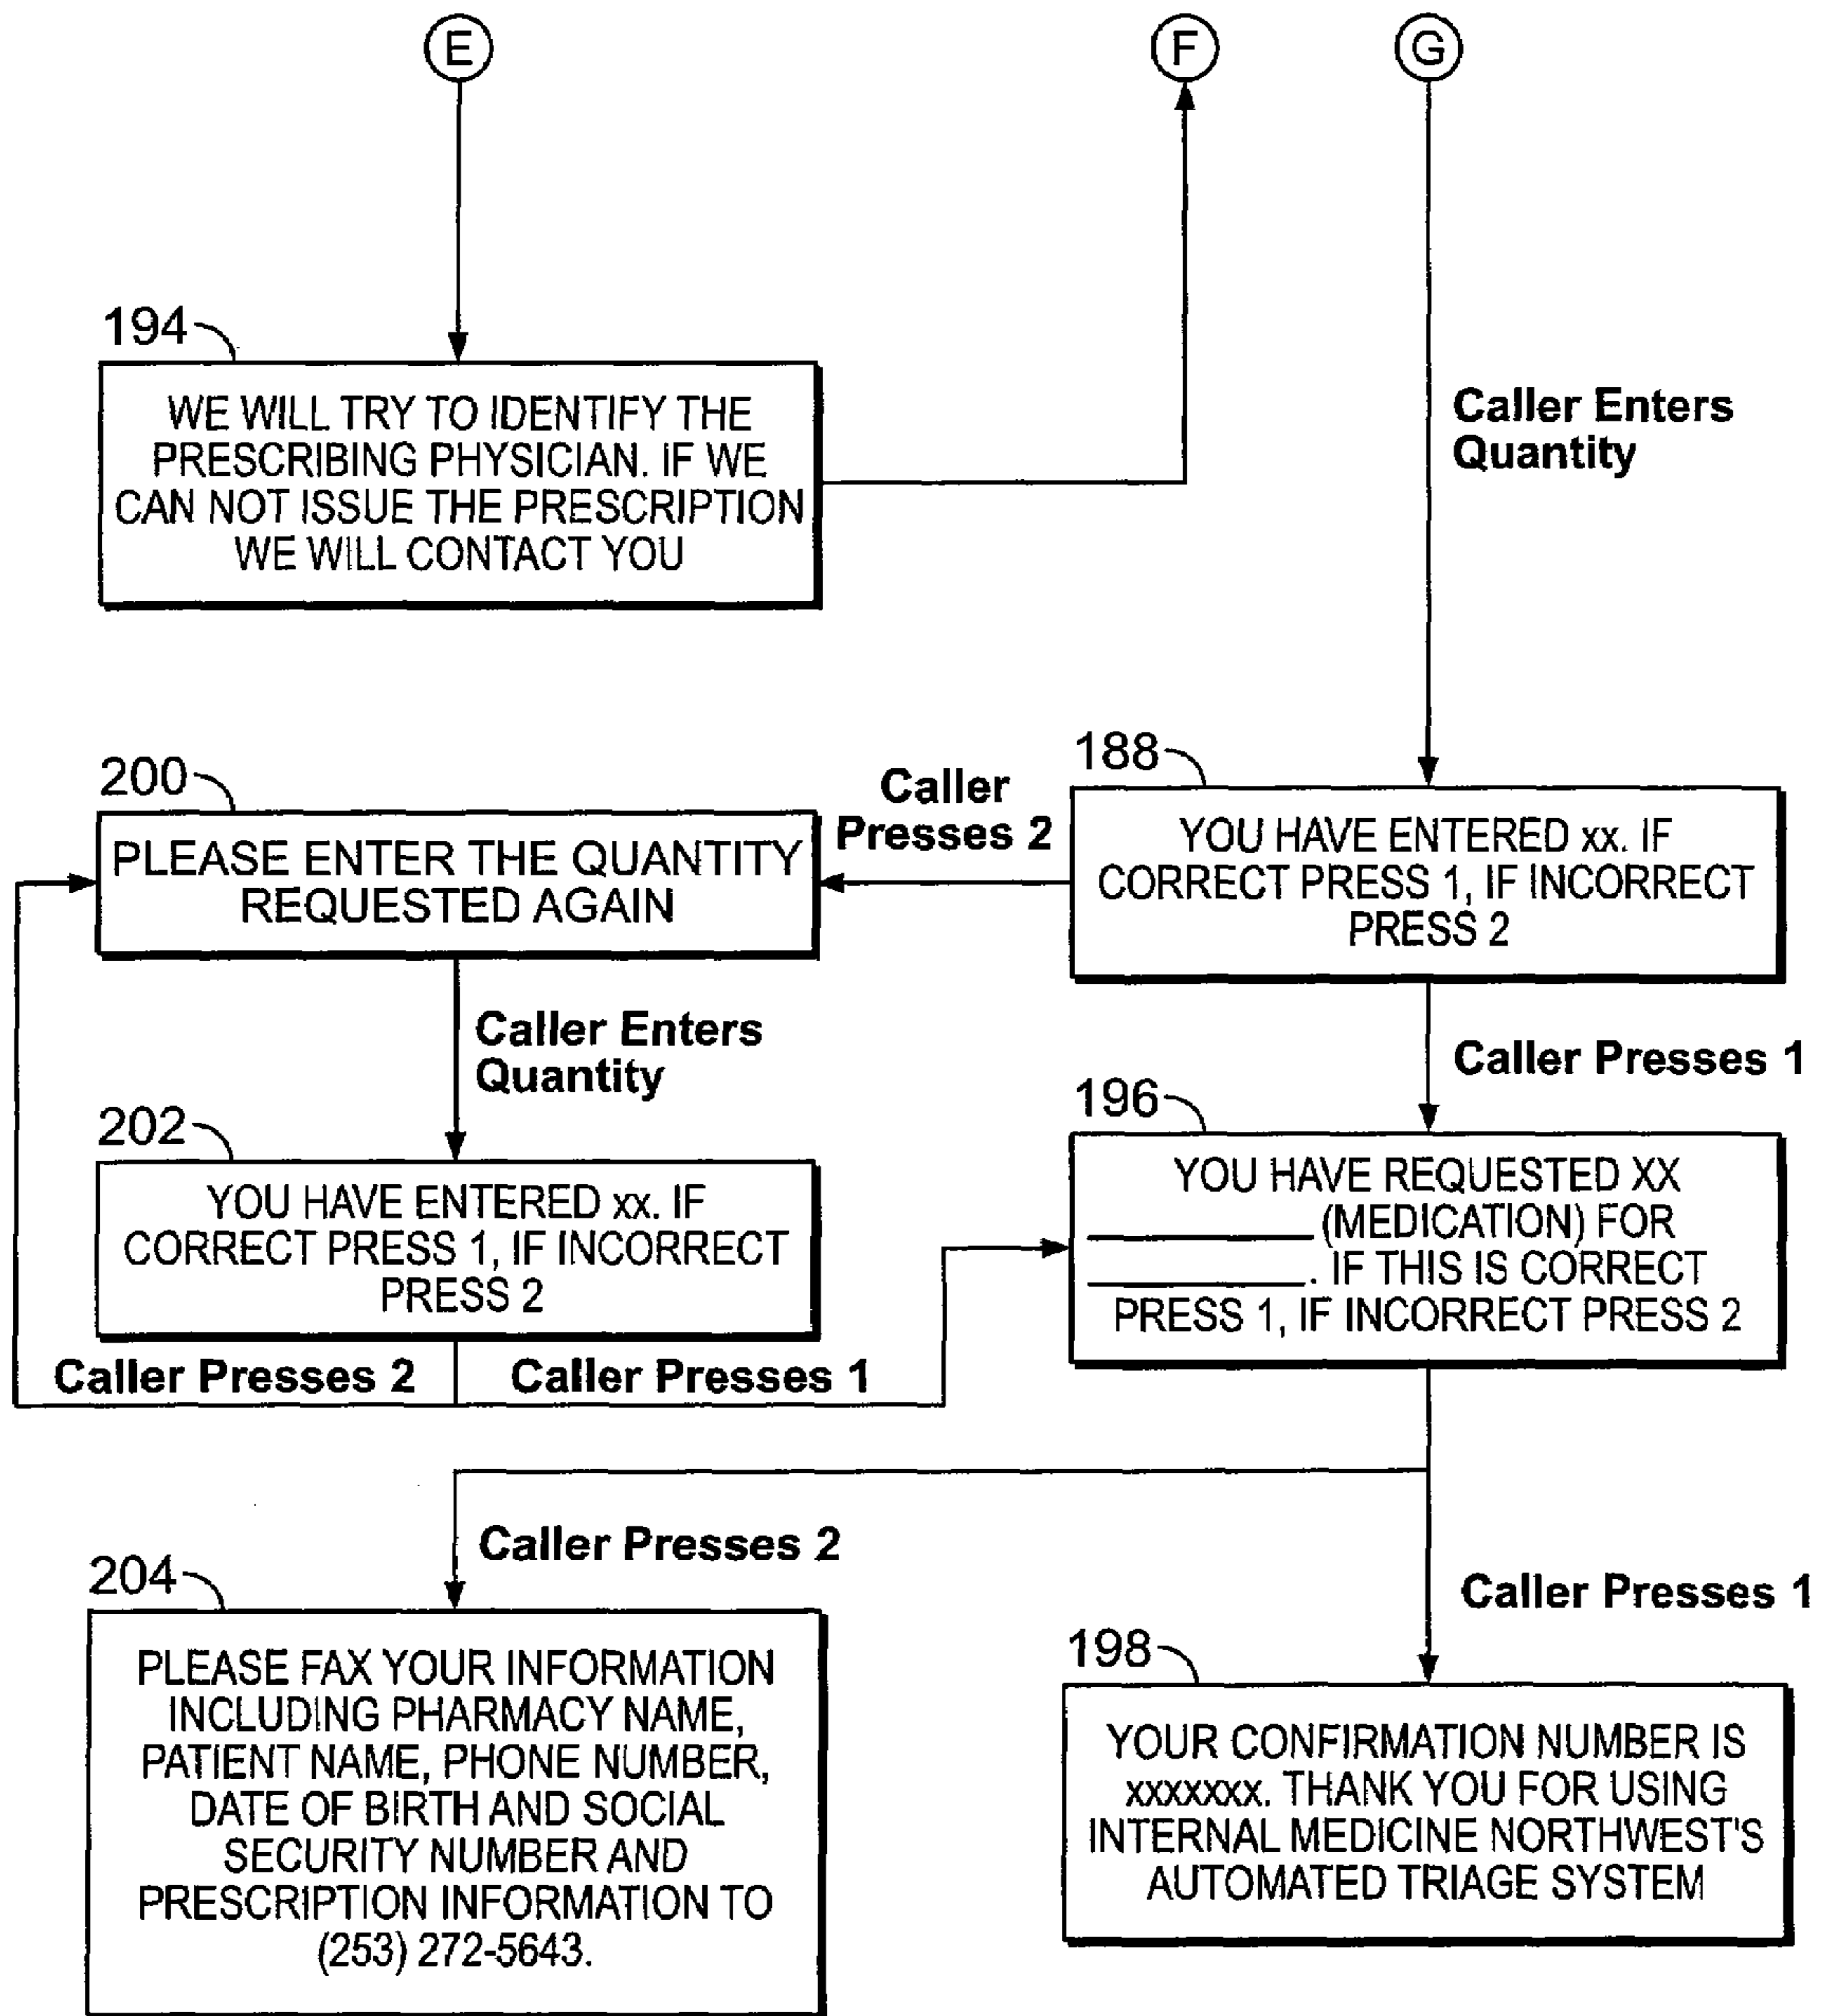 E
F
G
194
WE WILL TRY TO IDENTIFY THE
PRESCRIBING PHYSICIAN. IF WE
CAN NOT ISSUE THE PRESCRIPTION
WE WILL CONTACT YOU
Caller Enters
Quantity
188
YOU HAVE ENTERED xx. IF
CORRECT PRESS 1, IF INCORRECT
PRESS 2
Caller
Presses 2
200
PLEASE ENTER THE QUANTITY
REQUESTED AGAIN
Caller Enters
Quantity
Caller Presses 1
202
YOU HAVE ENTERED xx. IF
CORRECT PRESS 1, IF INCORRECT
PRESS 2
196
YOU HAVE REQUESTED XX
__________ (MEDICATION) FOR
__________. IF THIS IS CORRECT
PRESS 1, IF INCORRECT PRESS 2
Caller Presses 2
Caller Presses 1
Caller Presses 2
Caller Presses 1
204
PLEASE FAX YOUR INFORMATION
INCLUDING PHARMACY NAME,
PATIENT NAME, PHONE NUMBER,
DATE OF BIRTH AND SOCIAL
SECURITY NUMBER AND
PRESCRIPTION INFORMATION TO
(253) 272-5643.
198
YOUR CONFIRMATION NUMBER IS
xxxxxxx. THANK YOU FOR USING
INTERNAL MEDICINE NORTHWEST'S
AUTOMATED TRIAGE SYSTEM